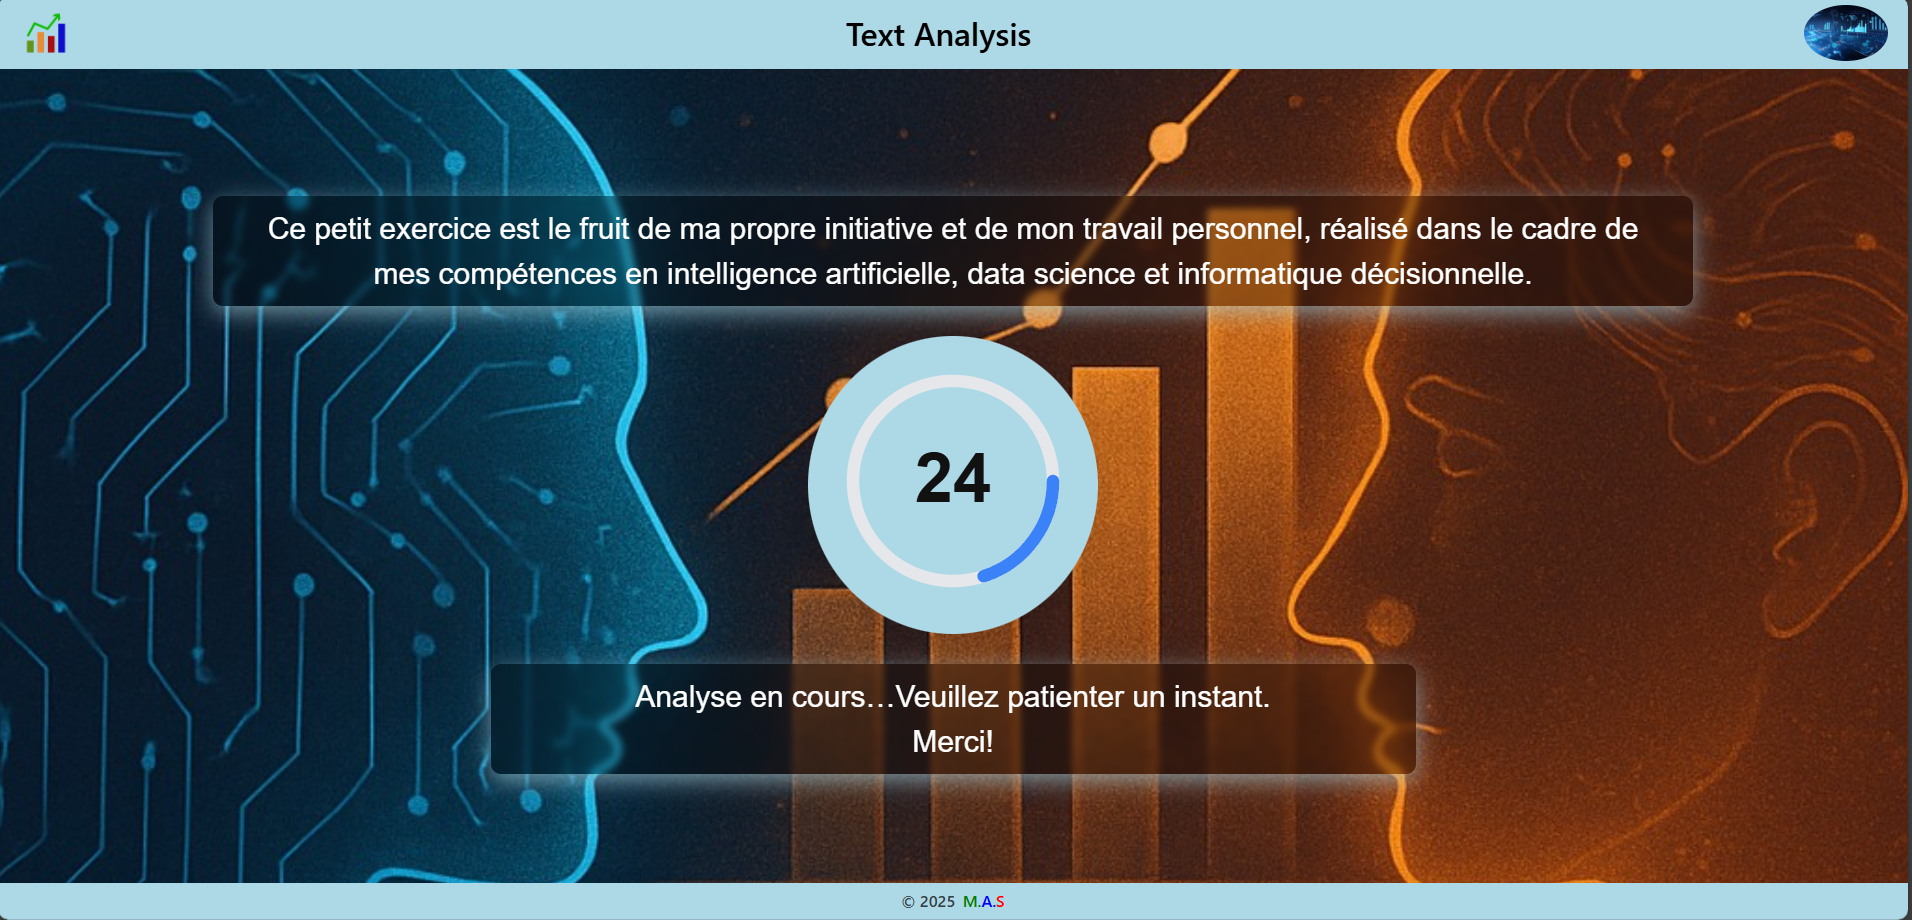 Text Analysis
Ce petit exercice est le fruit de ma propre initiative et de mon travail personnel, réalisé dans le cadre de
mes compétences en intelligence artificielle, data science et informatique décisionnelle.
24
Analyse en cours…Veuillez patienter un instant.
Merci!
© 2025 M.A.S